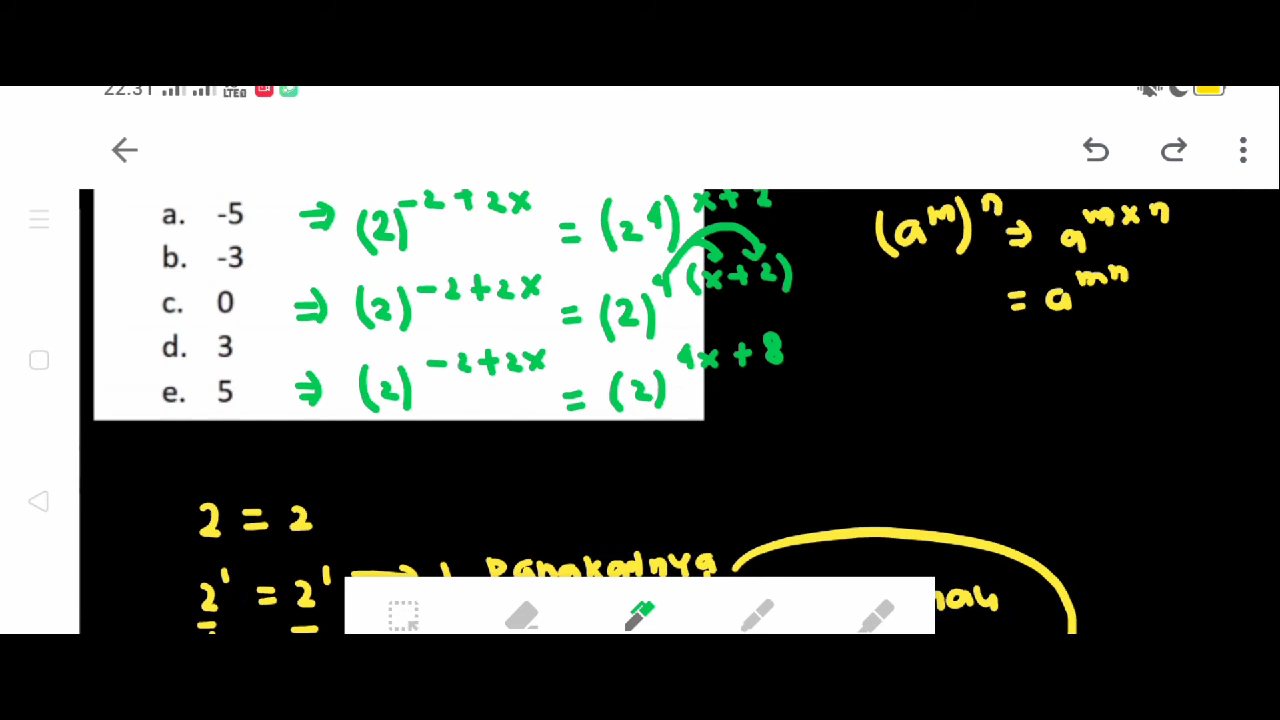 22.31 LTE
a. -5 ⇒ (2)^-2+2x = (2^4)^x+2
b. -3
c. 0 ⇒ (2)^-2+2x = (2)^4(x+2)
d. 3
e. 5 ⇒ (2)^-2+2x = (2)^4x+8
(a^m)^n ⇒ a^m×n
= a^mn
2 = 2
2^1 = 2^1 → Pangkatnya